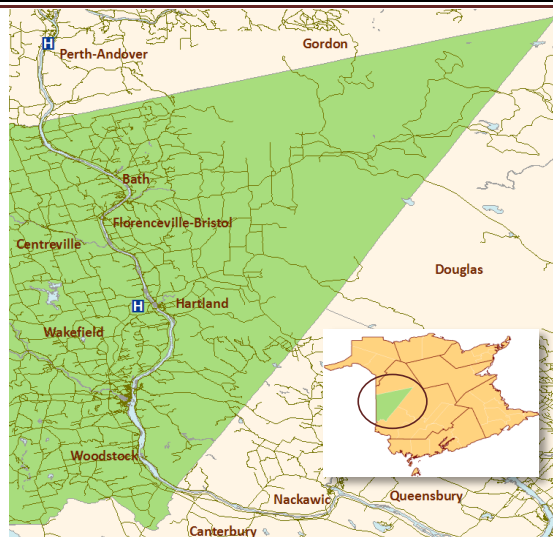 Gordon
H
Perth-Andover
Bath
Florenceville-Bristol
Centreville
Douglas
H
Hartland
Wakefield
Woodstock
Nackawic
Queensbury
Canterbury